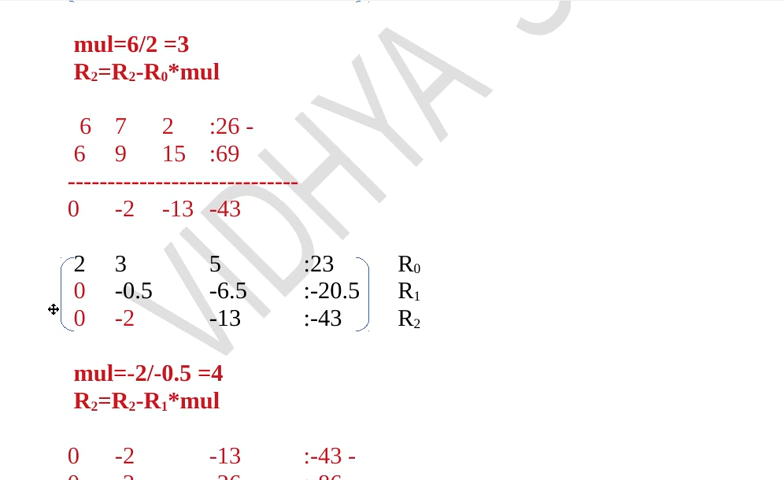 mul=6/2 =3
R₂=R₂-R₀*mul
6 7 2 :26 -
6 9 15 :69
-----------------------------
0 -2 -13 -43
2 3 5 :23 R₀
0 -0.5 -6.5 :-20.5 R₁
0 -2 -13 :-43 R₂
mul=-2/-0.5 =4
R₂=R₂-R₁*mul
0 -2 -13 :-43 -
VIDHYA